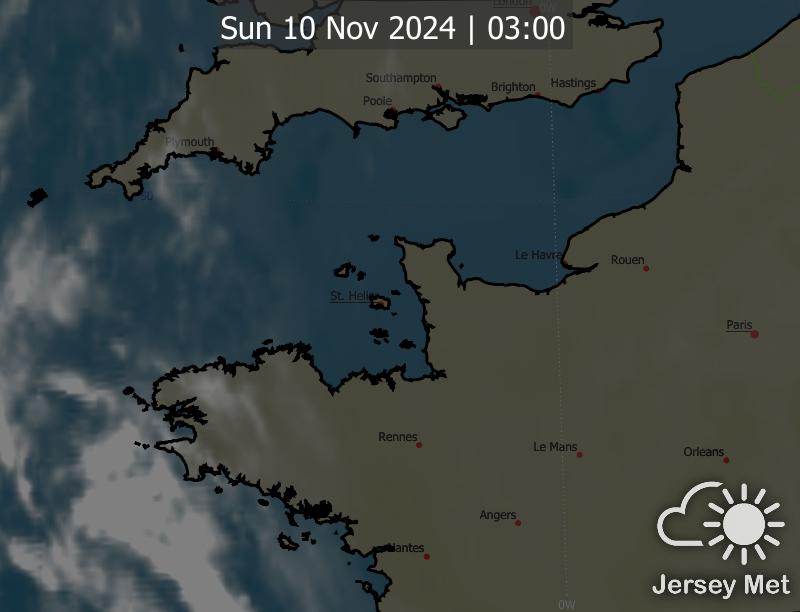 London
Sun 10 Nov 2024 | 03:00
Southampton
Brighton
Hastings
Poole
Plymouth
50
Le Havre
Rouen
St. Helier
Paris
Rennes
Le Mans
Orleans
Angers
Nantes
Jersey Met
0W